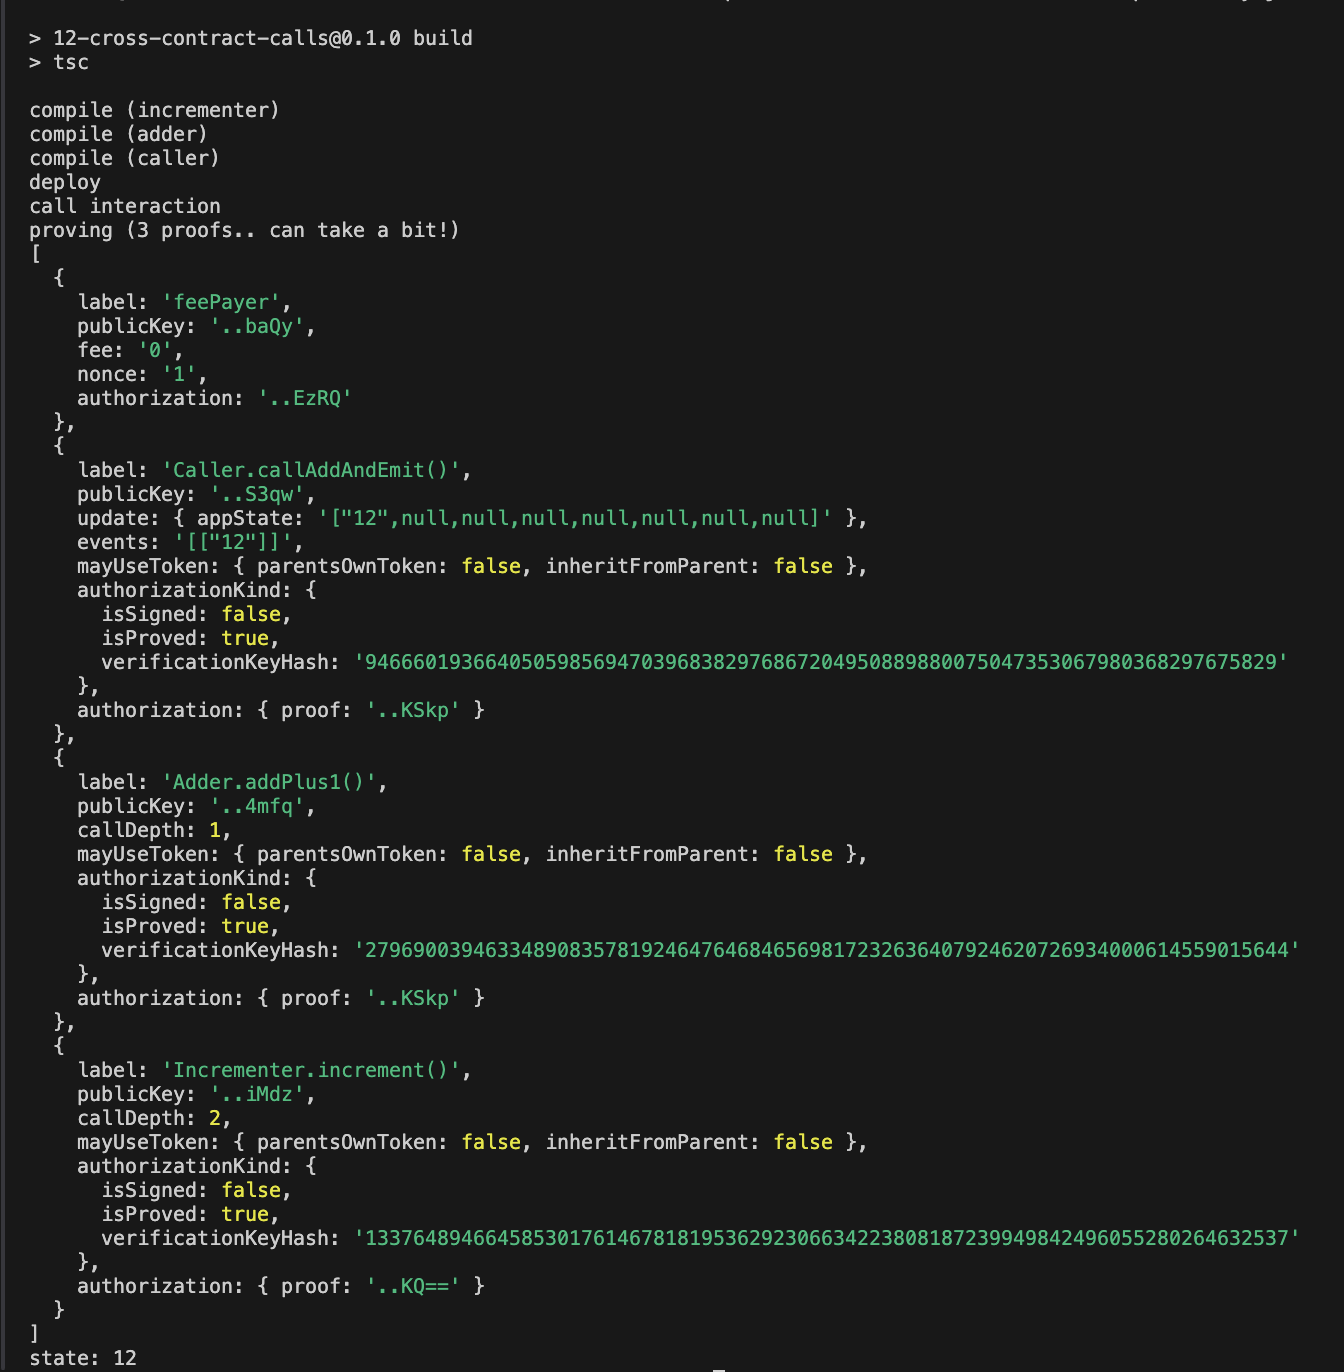 > 12-cross-contract-calls@0.1.0 build
> tsc
compile (incrementer)
compile (adder)
compile (caller)
deploy
call interaction
proving (3 proofs.. can take a bit!)
[
  {
    label: 'feePayer',
    publicKey: '..baQy',
    fee: '0',
    nonce: '1',
    authorization: '..EzRQ'
  },
  {
    label: 'Caller.callAddAndEmit()',
    publicKey: '..S3qw',
    update: { appState: '["12",null,null,null,null,null,null,null]' },
    events: '[["12"]]',
    mayUseToken: { parentsOwnToken: false, inheritFromParent: false },
    authorizationKind: {
      isSigned: false,
      isProved: true,
      verificationKeyHash: '9466601936640505985694703968382976867204950889880075047353067980368297675829'
    },
    authorization: { proof: '..KSkp' }
  },
  {
    label: 'Adder.addPlus1()',
    publicKey: '..4mfq',
    callDepth: 1,
    mayUseToken: { parentsOwnToken: false, inheritFromParent: false },
    authorizationKind: {
      isSigned: false,
      isProved: true,
      verificationKeyHash: '27969003946334890835781924647646846569817232636407924620726934000614559015644'
    },
    authorization: { proof: '..KSkp' }
  },
  {
    label: 'Incrementer.increment()',
    publicKey: '..iMdz',
    callDepth: 2,
    mayUseToken: { parentsOwnToken: false, inheritFromParent: false },
    authorizationKind: {
      isSigned: false,
      isProved: true,
      verificationKeyHash: '13376489466458530176146781819536292306634223808187239949842496055280264632537'
    },
    authorization: { proof: '..KQ==' }
  }
]
state: 12